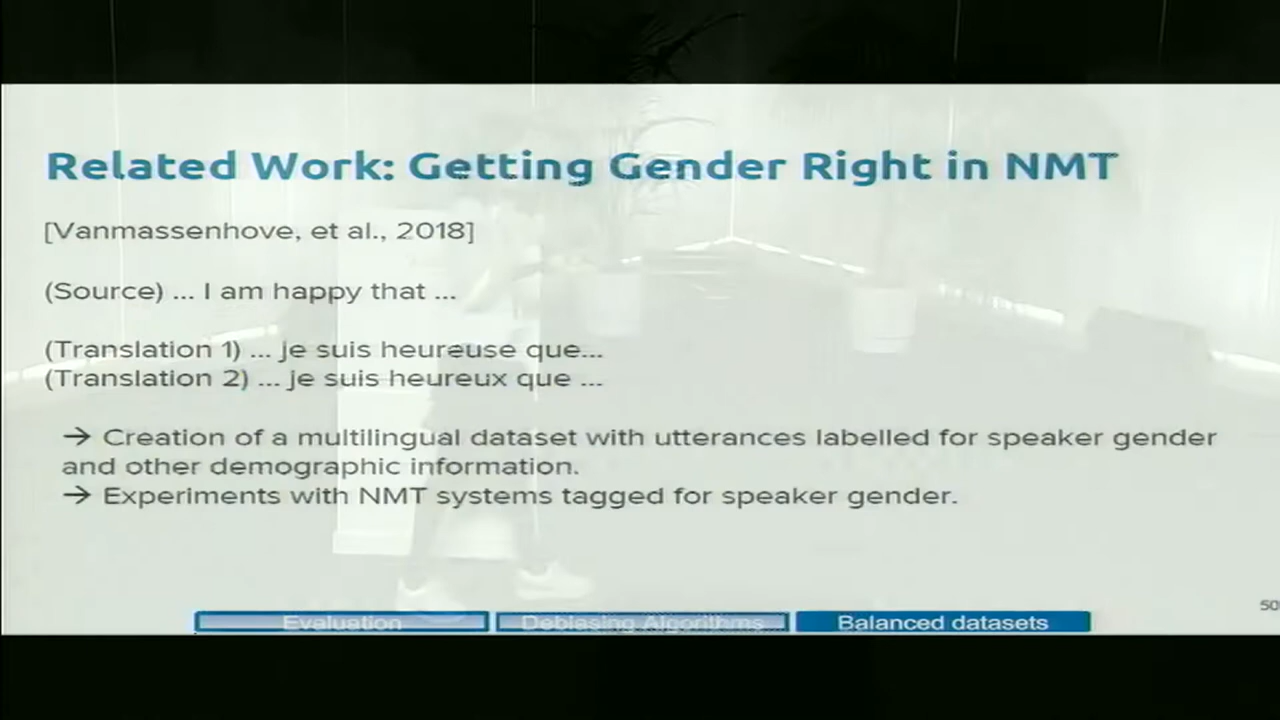 Related Work: Getting Gender Right in NMT
[Vanmassenhove, et al., 2018]
(Source) ... I am happy that ...
(Translation 1) ... je suis heureuse que...
(Translation 2) ... je suis heureux que ...
→ Creation of a multilingual dataset with utterances labelled for speaker gender
and other demographic information.
→ Experiments with NMT systems tagged for speaker gender.
50
Evaluation Debiasing Algorithms Balanced datasets